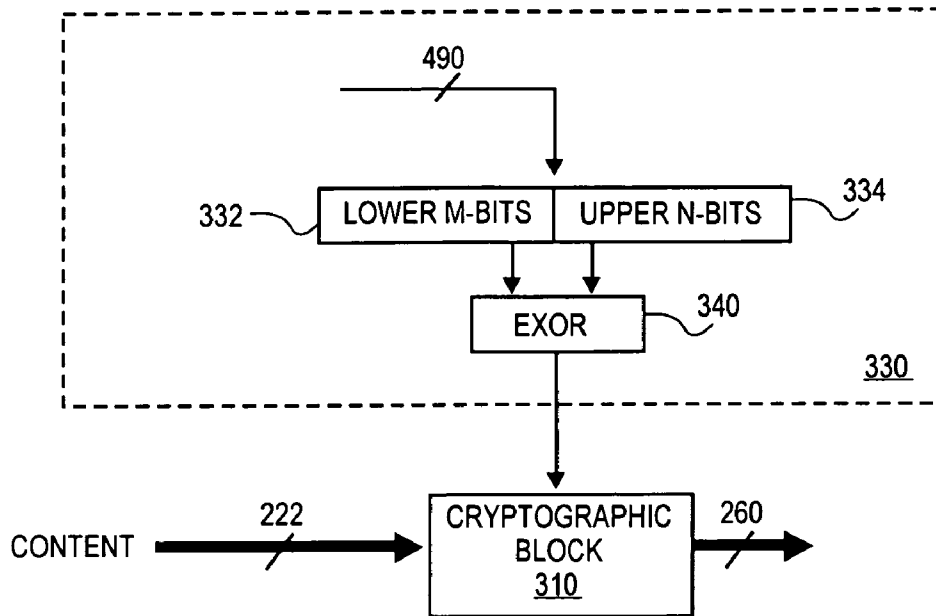 490
332
LOWER M-BITS
UPPER N-BITS
334
EXOR
340
330
CONTENT
222
CRYPTOGRAPHIC
BLOCK
310
260